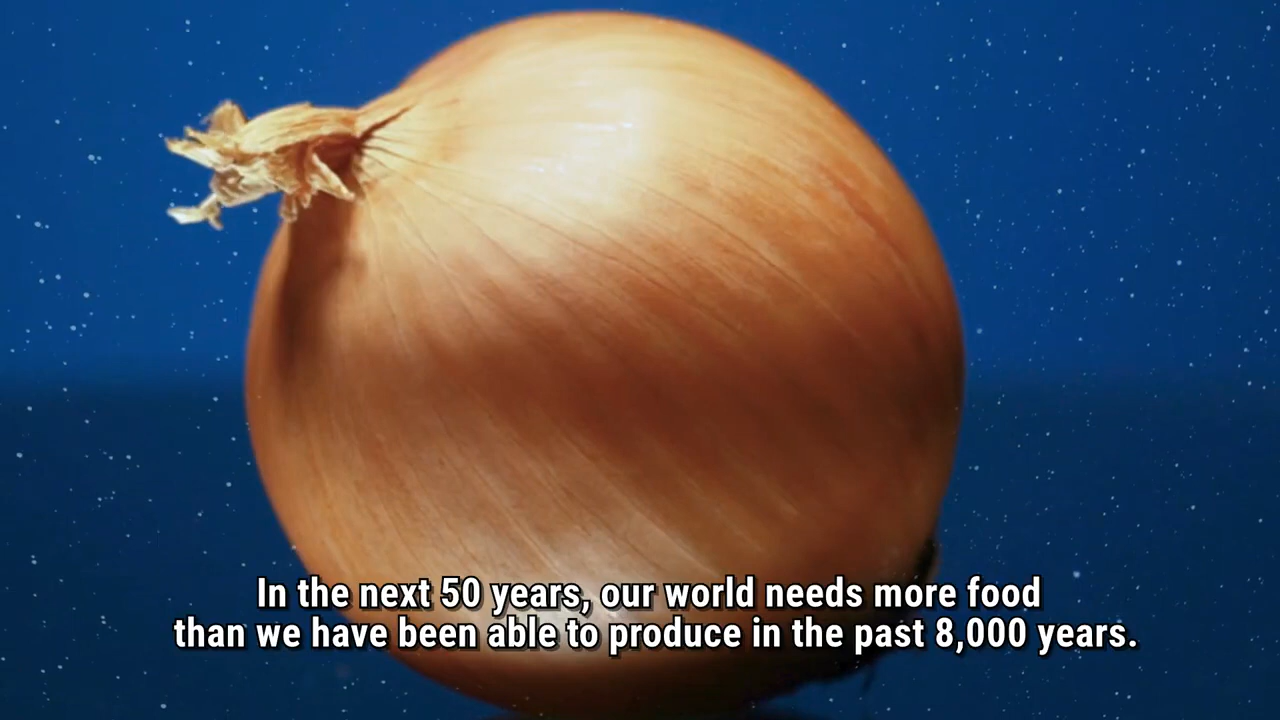 In the next 50 years, our world needs more food
than we have been able to produce in the past 8,000 years.